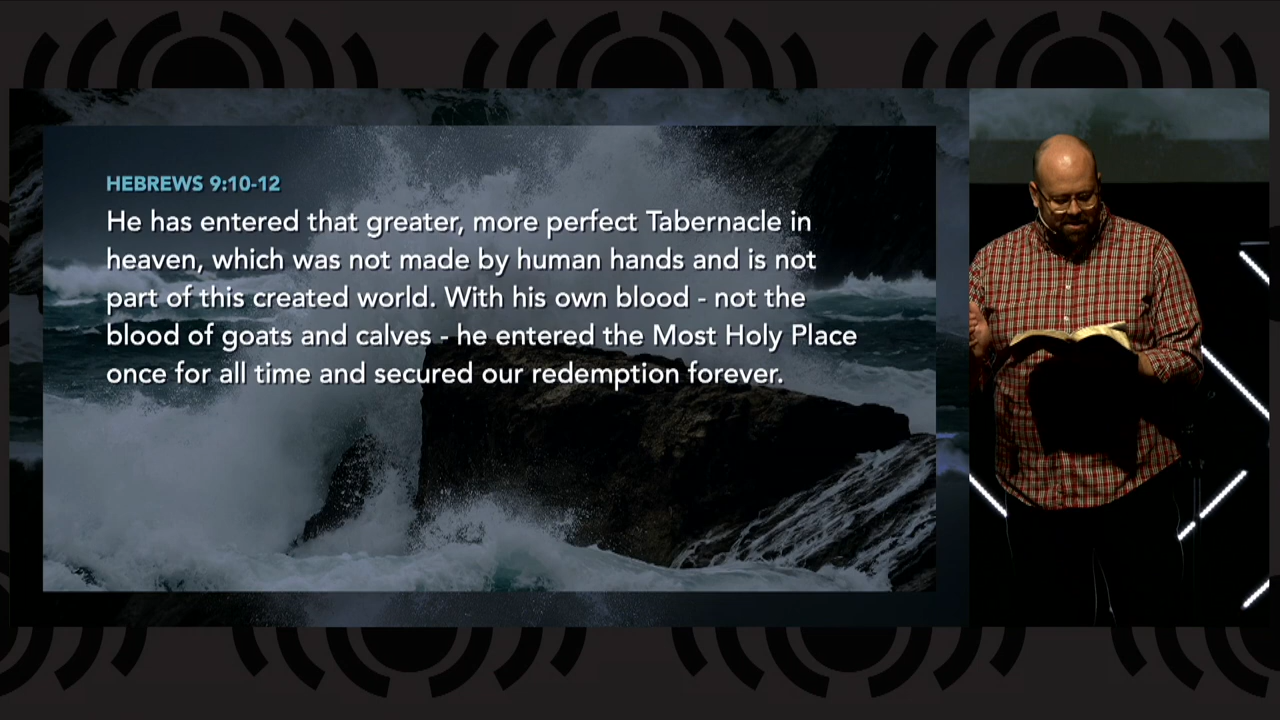 HEBREWS 9:10-12
He has entered that greater, more perfect Tabernacle in
heaven, which was not made by human hands and is not
part of this created world. With his own blood - not the
blood of goats and calves - he entered the Most Holy Place
once for all time and secured our redemption forever.